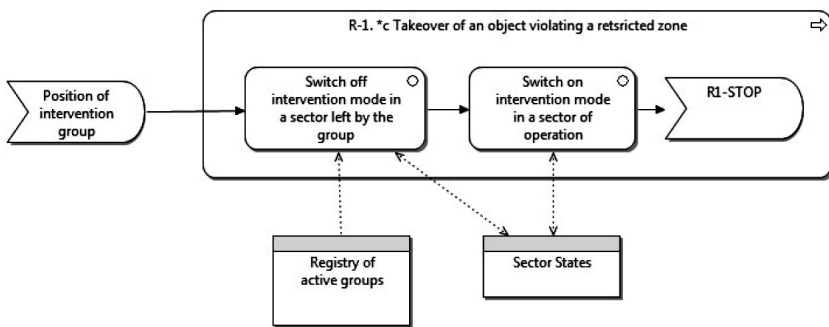 R-1. *c Takeover of an object violating a retsricted zone
Position of
intervention
group
Switch off
intervention mode in
a sector left by the
group
Switch on
intervention mode
in a sector of
operation
R1-STOP
Registry of
active groups
Sector States